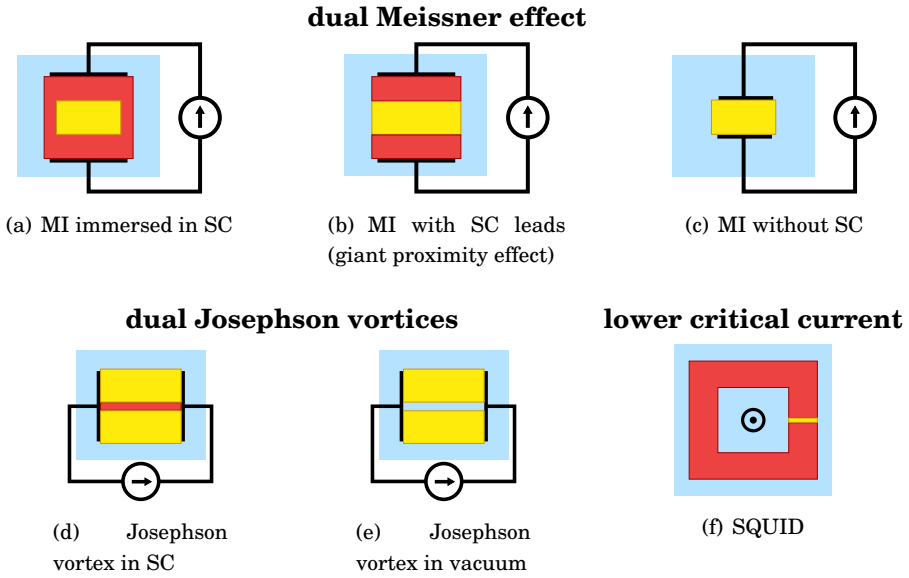 dual Meissner effect
(a) MI immersed in SC
(b) MI with SC leads
(giant proximity effect)
(c) MI without SC
dual Josephson vortices
lower critical current
(d) Josephson
vortex in SC
(e) Josephson
vortex in vacuum
(f) SQUID